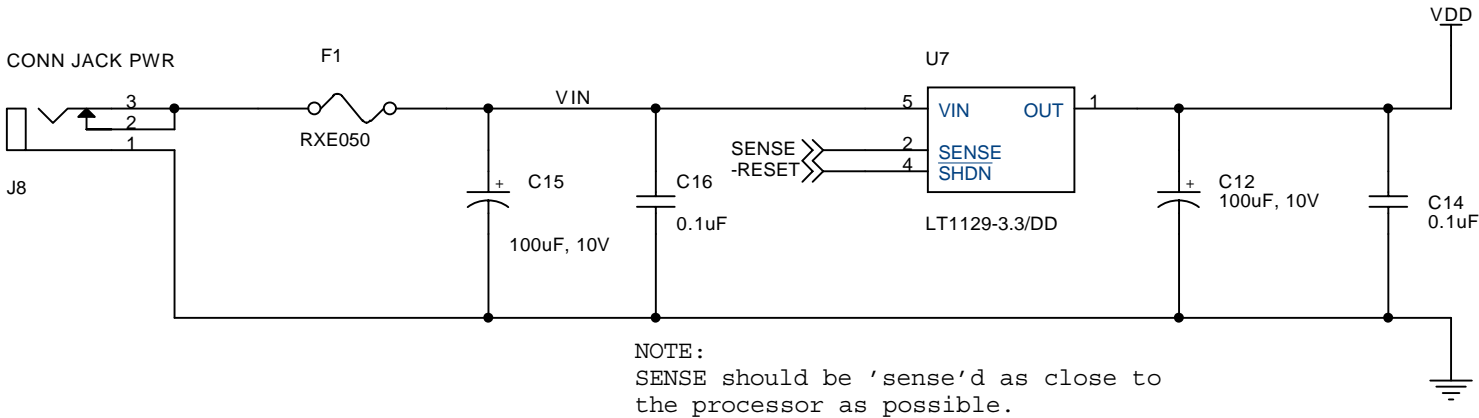 VDD
CONN JACK PWR
F1
U7
3
2
1
VIN
5
VIN
OUT
1
RXE050
SENSE
2
SENSE
-RESET
4
SHDN
J8
C15
C16
C12
100uF, 10V
C14
0.1uF
0.1uF
LT1129-3.3/DD
100uF, 10V
NOTE:
SENSE should be 'sense'd as close to
the processor as possible.
+
+